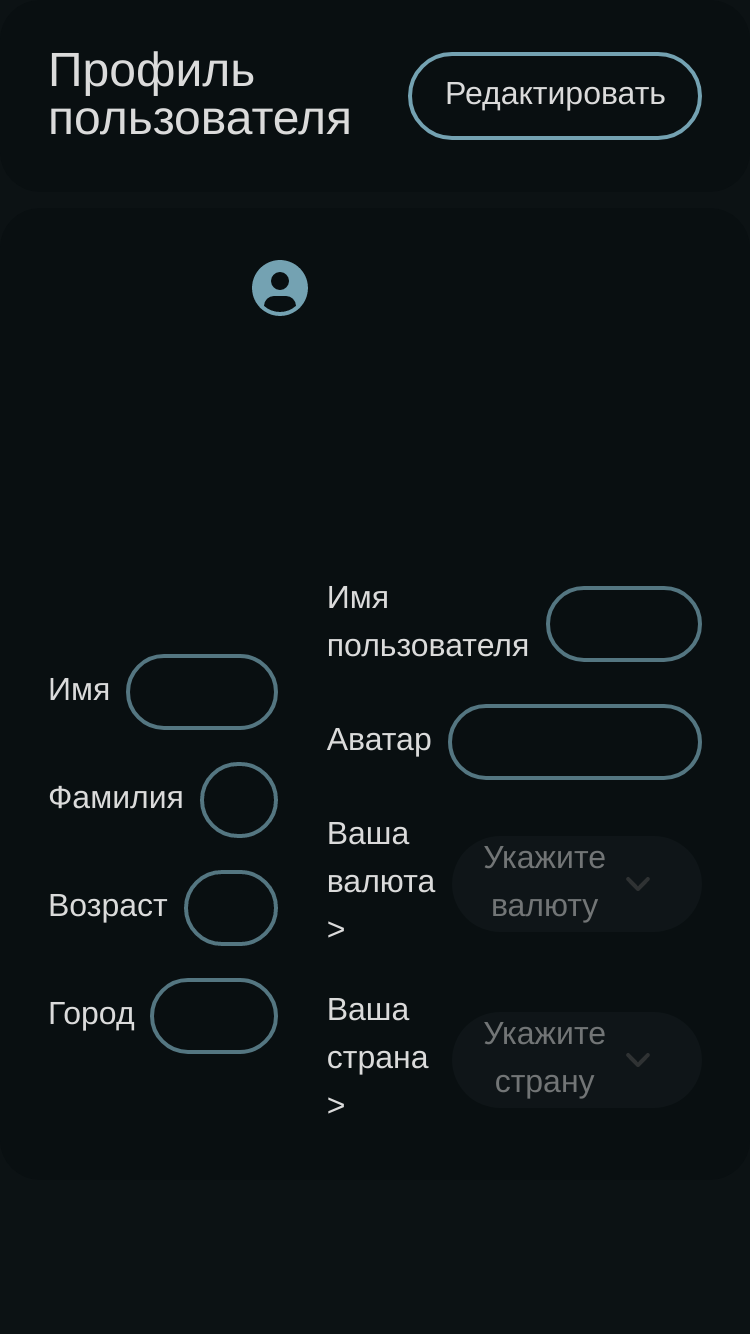 Профиль
пользователя
Редактировать
Имя
Фамилия
Возраст
Город
Имя
пользователя
Аватар
Ваша
валюта
>
Укажите
валюту
Ваша
страна
>
Укажите
страну